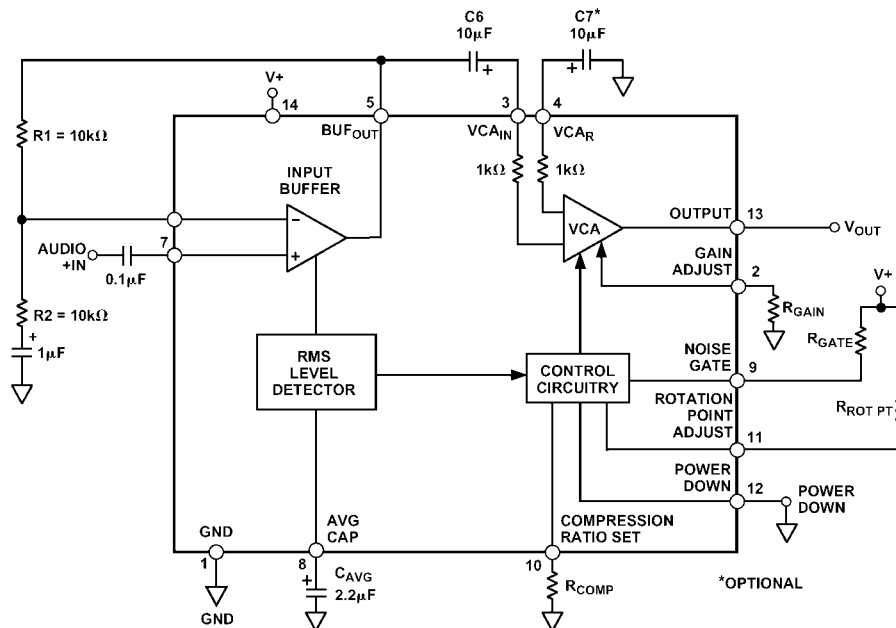 C6
10μF
C7*
10μF
V+
14
5
3
4
BUFOUT
VCAIN
VCAR
R1 = 10kΩ
1kΩ
1kΩ
INPUT
BUFFER
−
+
VCA
OUTPUT
13
VOUT
7
AUDIO
+IN
0.1μF
GAIN
ADJUST
2
RGAIN
V+
RGATE
R2 = 10kΩ
+
1μF
RMS
LEVEL
DETECTOR
CONTROL
CIRCUITRY
NOISE
GATE
9
ROTATION
POINT
ADJUST
11
RROT PT
POWER
DOWN
12
POWER
DOWN
GND
1
GND
AVG
CAP
8
+
CAVG
2.2μF
COMPRESSION
RATIO SET
10
RCOMP
*OPTIONAL